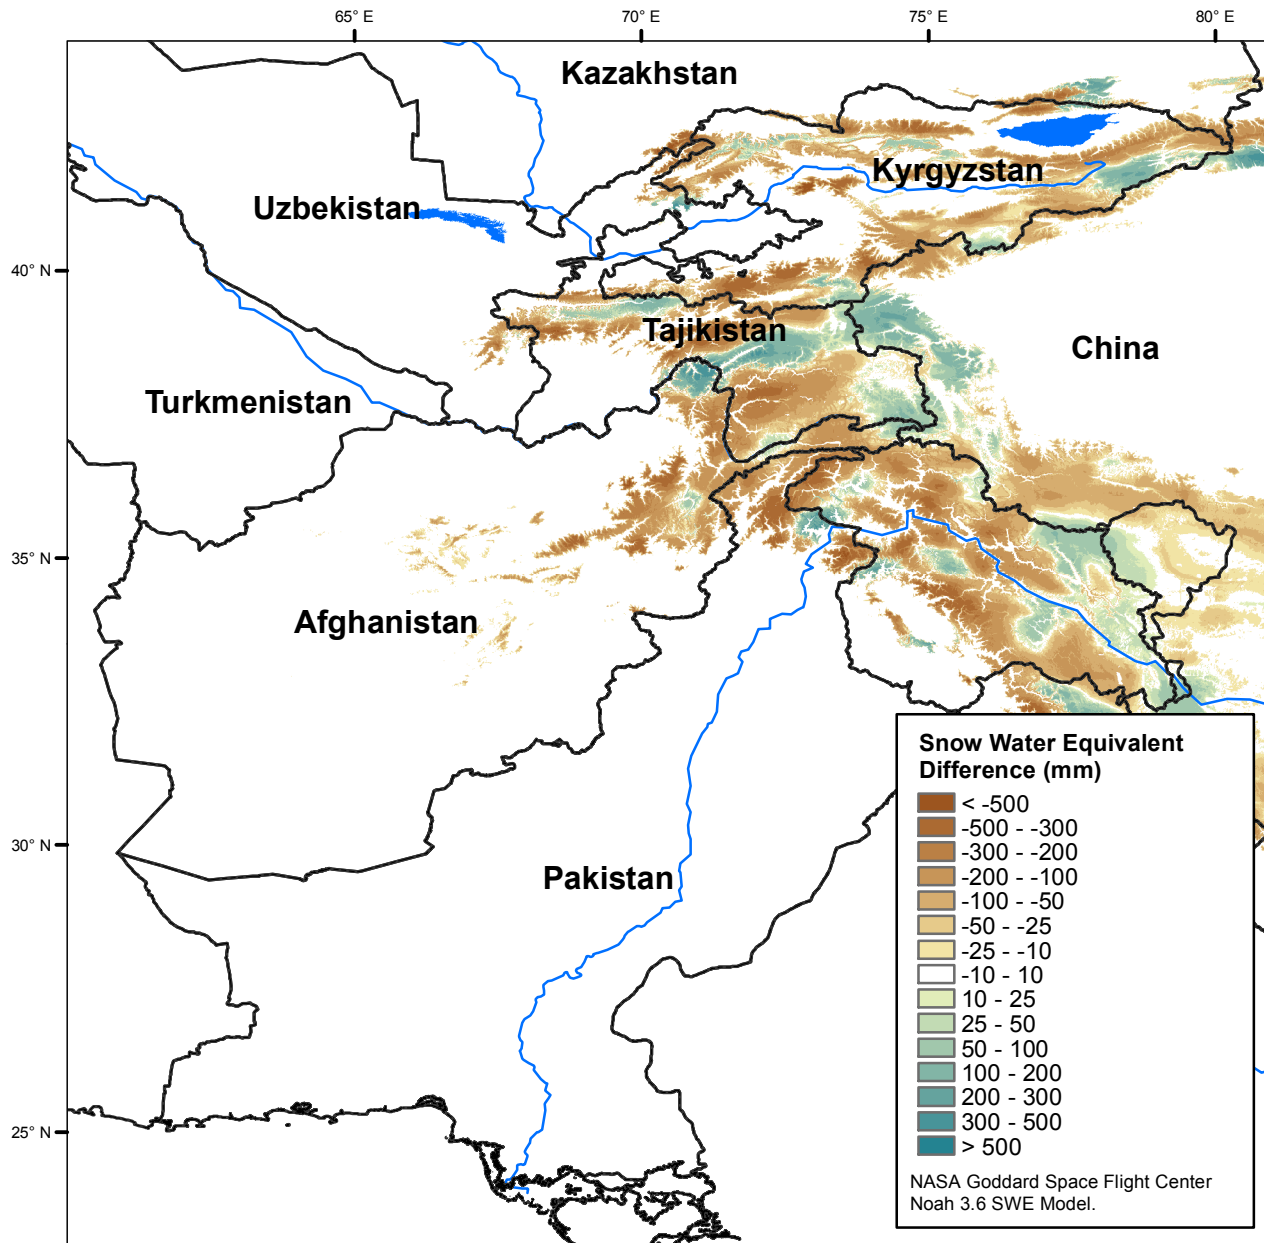 65° E
70° E
75° E
80° E
Kazakhstan
Kyrgyzstan
Uzbekistan
40° N
Tajikistan
China
Turkmenistan
35° N
Afghanistan
Snow Water Equivalent
Difference (mm)
< -500
-500 - -300
-300 - -200
-200 - -100
-100 - -50
-50 - -25
-25 - -10
-10 - 10
10 - 25
25 - 50
50 - 100
100 - 200
200 - 300
300 - 500
> 500
NASA Goddard Space Flight Center
Noah 3.6 SWE Model.
30° N
Pakistan
25° N